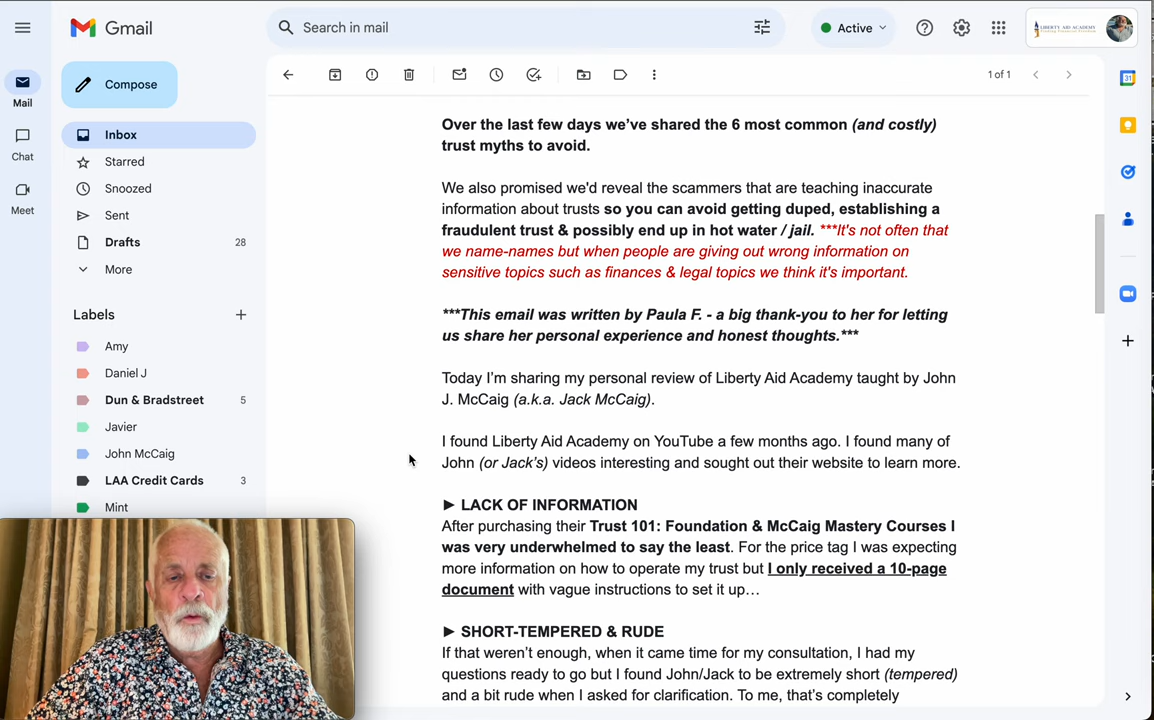 Gmail
Search in mail
Active
LIBERTY AID ACADEMY
Mail
Compose
1 of 1
Inbox
Chat
Starred
Snoozed
Meet
Sent
Drafts 28
More
Labels
Amy
Daniel J
Dun & Bradstreet 5
Javier
John McCaig
LAA Credit Cards 3
Mint
Over the last few days we’ve shared the 6 most common (and costly)
trust myths to avoid.
We also promised we'd reveal the scammers that are teaching inaccurate
information about trusts so you can avoid getting duped, establishing a
fraudulent trust & possibly end up in hot water / jail. ***It's not often that
we name-names but when people are giving out wrong information on
sensitive topics such as finances & legal topics we think it's important.
***This email was written by Paula F. - a big thank-you to her for letting
us share her personal experience and honest thoughts.***
Today I’m sharing my personal review of Liberty Aid Academy taught by John
J. McCaig (a.k.a. Jack McCaig).
I found Liberty Aid Academy on YouTube a few months ago. I found many of
John (or Jack’s) videos interesting and sought out their website to learn more.
► LACK OF INFORMATION
After purchasing their Trust 101: Foundation & McCaig Mastery Courses I
was very underwhelmed to say the least. For the price tag I was expecting
more information on how to operate my trust but I only received a 10-page
document with vague instructions to set it up…
► SHORT-TEMPERED & RUDE
If that weren’t enough, when it came time for my consultation, I had my
questions ready to go but I found John/Jack to be extremely short (tempered)
and a bit rude when I asked for clarification. To me, that’s completely
31